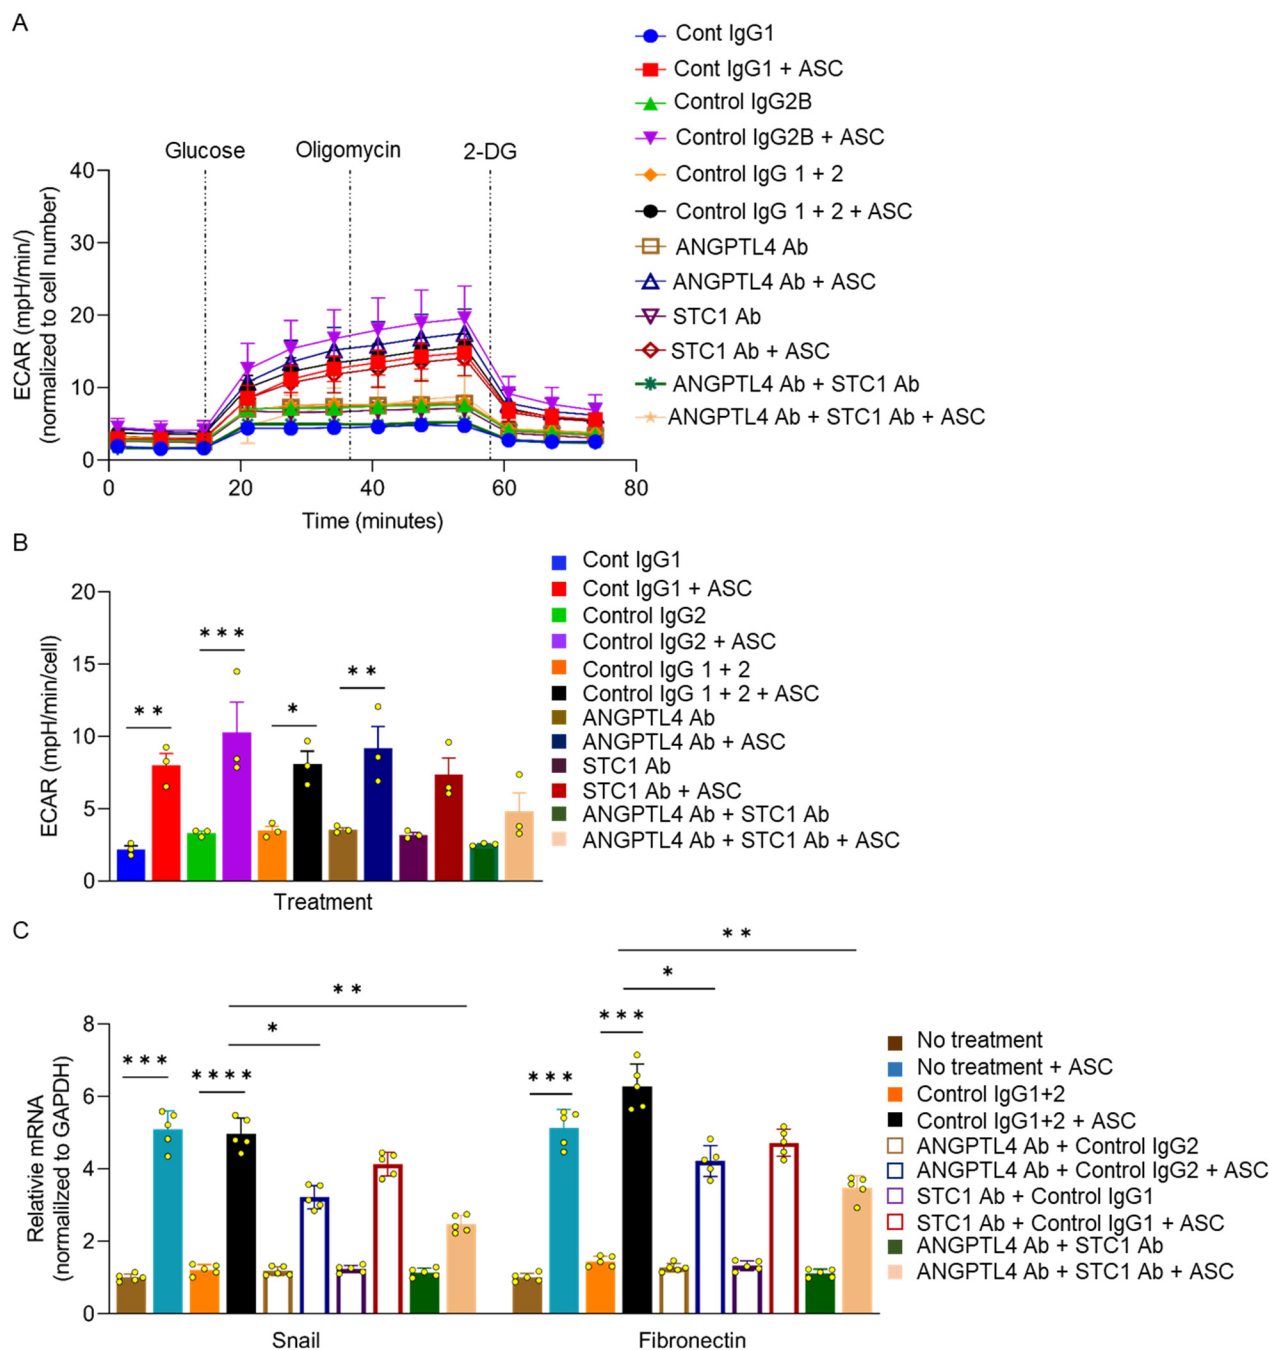 A
Cont IgG1
Cont IgG1 + ASC
Control IgG2B
Control IgG2B + ASC
Control IgG 1 + 2
Control IgG 1 + 2 + ASC
ANGPTL4 Ab
ANGPTL4 Ab + ASC
STC1 Ab
STC1 Ab + ASC
ANGPTL4 Ab + STC1 Ab
ANGPTL4 Ab + STC1 Ab + ASC
Glucose Oligomycin 2-DG
ECAR (mpH/min/)
(normalized to cell number)
40
30
20
10
0
0 20 40 60 80
Time (minutes)
B
Cont IgG1
Cont IgG1 + ASC
Control IgG2
Control IgG2 + ASC
Control IgG 1 + 2
Control IgG 1 + 2 + ASC
ANGPTL4 Ab
ANGPTL4 Ab + ASC
STC1 Ab
STC1 Ab + ASC
ANGPTL4 Ab + STC1 Ab
ANGPTL4 Ab + STC1 Ab + ASC
ECAR (mpH/min/cell)
20
15
10
5
0
** *** * **
Treatment
C
Relativie mRNA
(normalilized to GAPDH)
8
6
4
2
0
*** **** * **
*** *** * **
Snail Fibronectin
No treatment
No treatment + ASC
Control IgG1+2
Control IgG1+2 + ASC
ANGPTL4 Ab + Control IgG2
ANGPTL4 Ab + Control IgG2 + ASC
STC1 Ab + Control IgG1
STC1 Ab + Control IgG1 + ASC
ANGPTL4 Ab + STC1 Ab
ANGPTL4 Ab + STC1 Ab + ASC